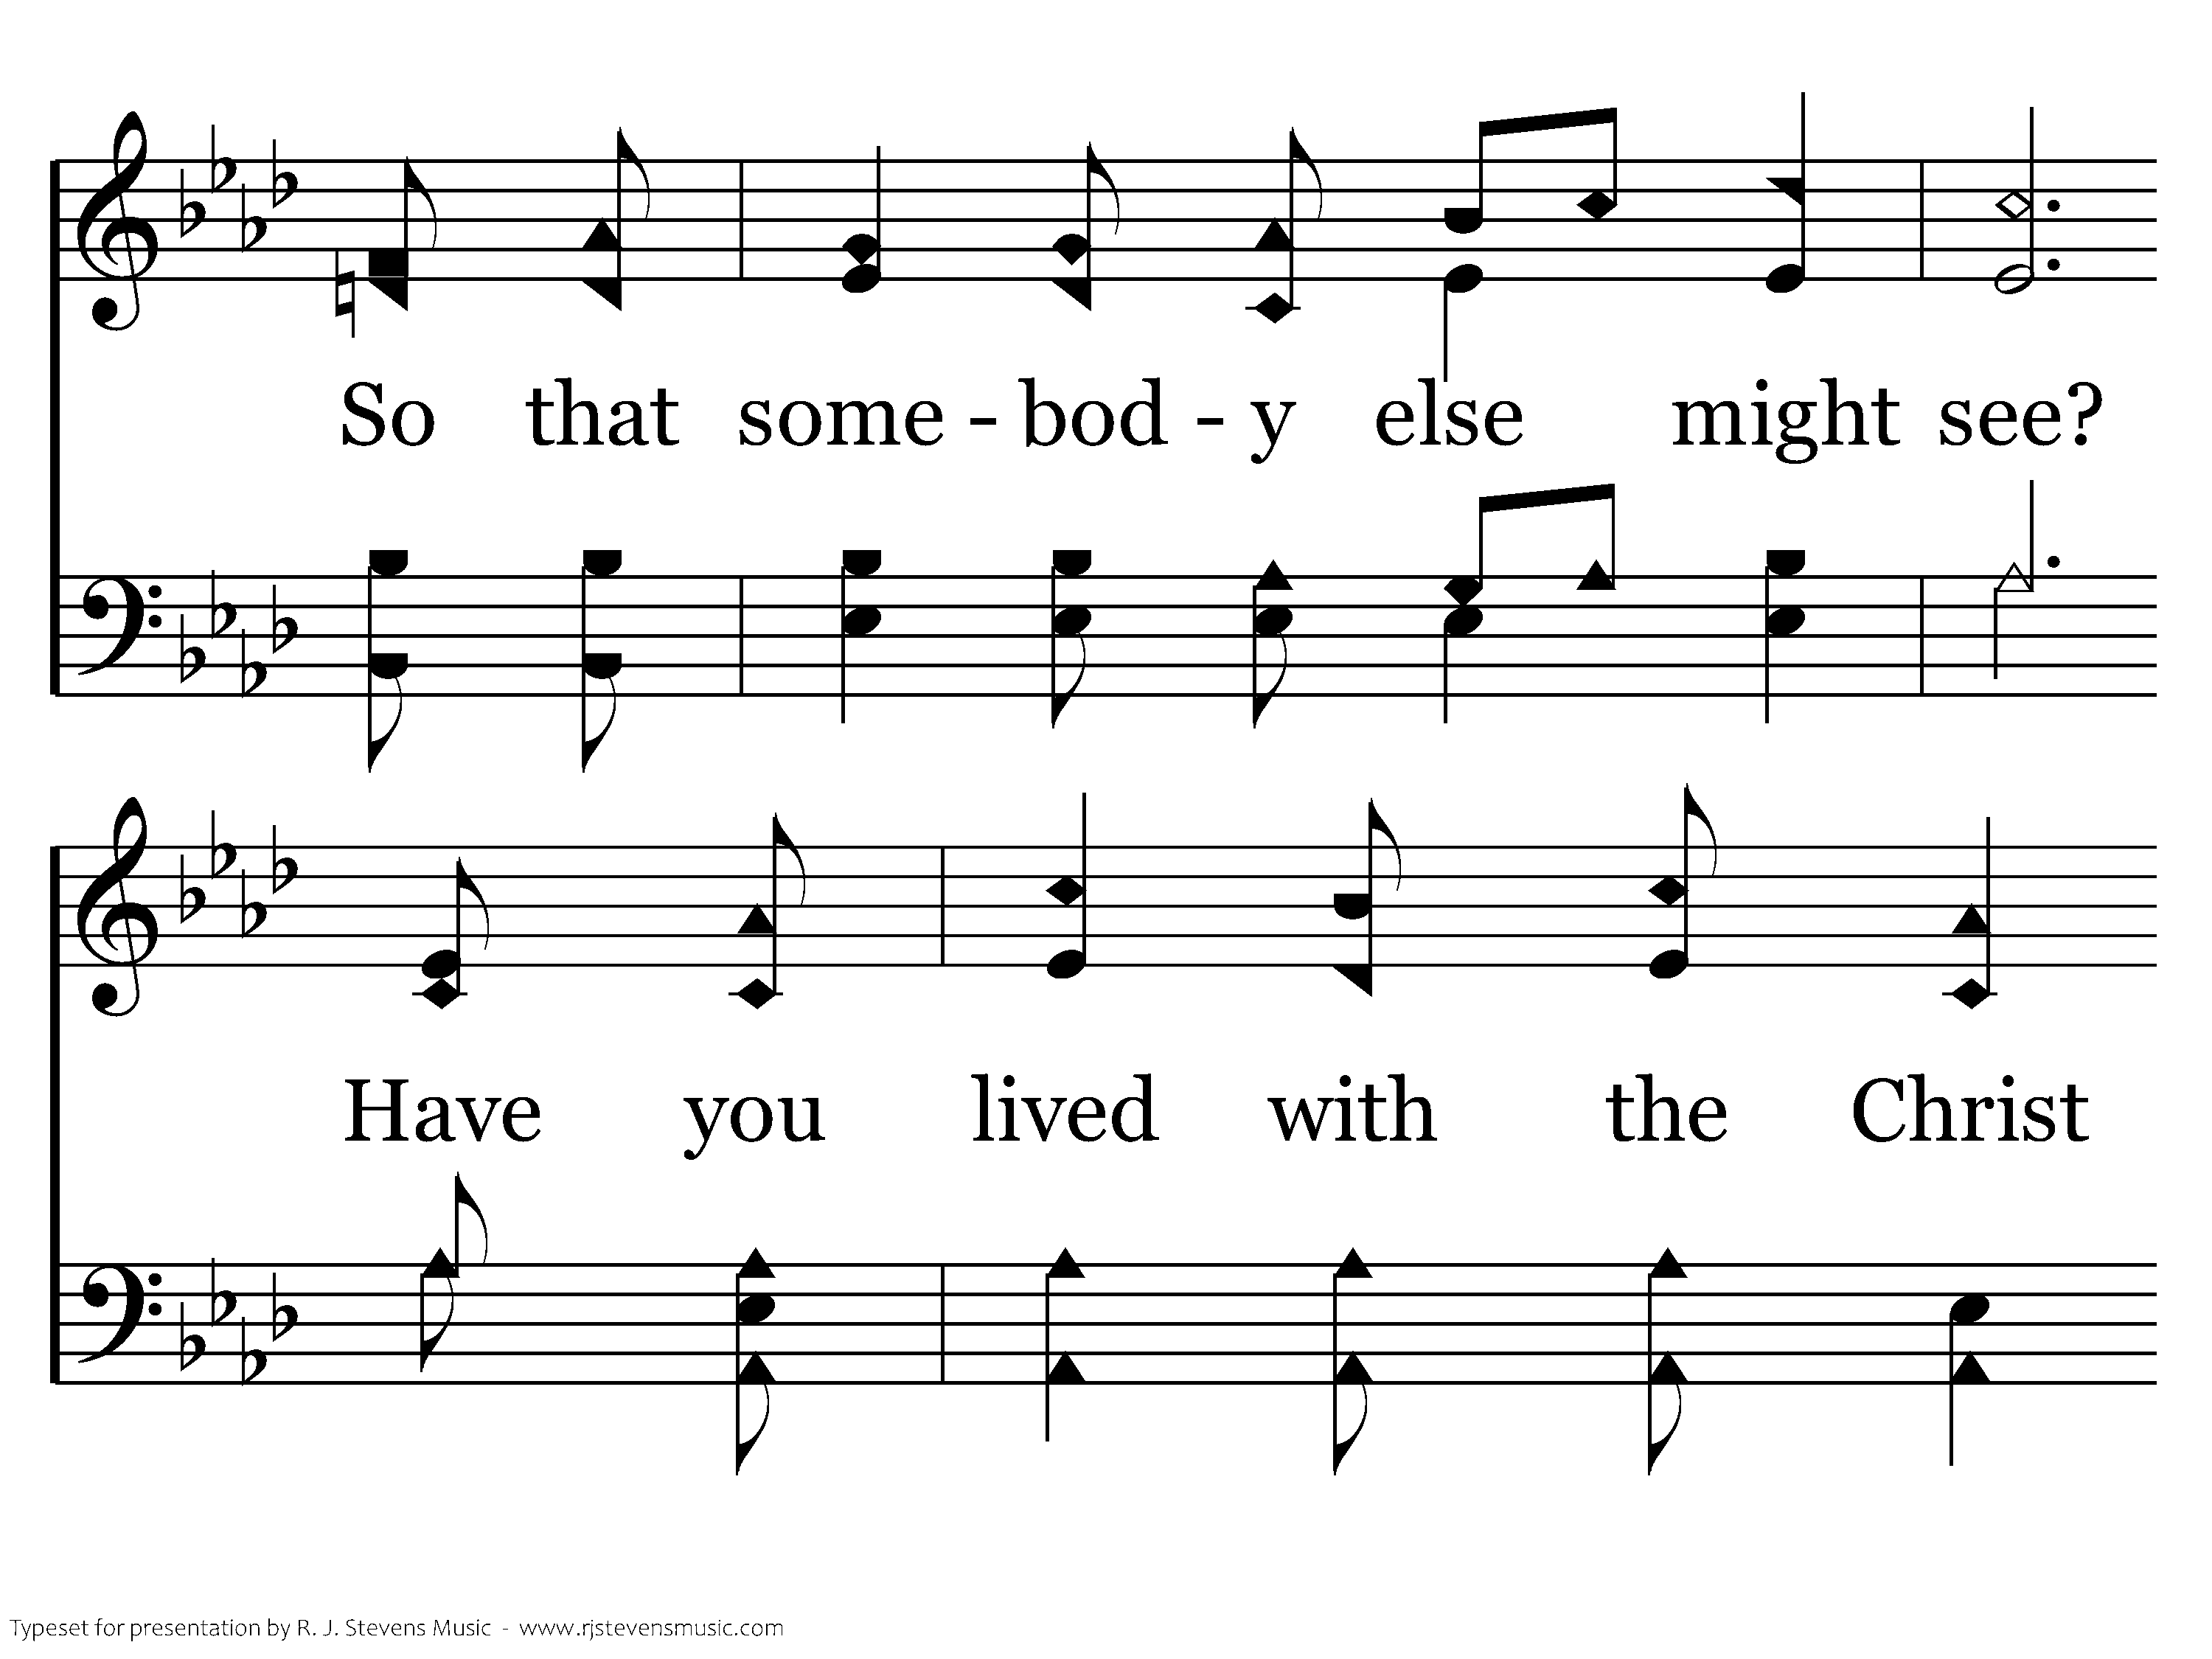 So that some - bod - y else might see?
Have you lived with the Christ
Typeset for presentation by R. J. Stevens Music - www.rjstevensmusic.com